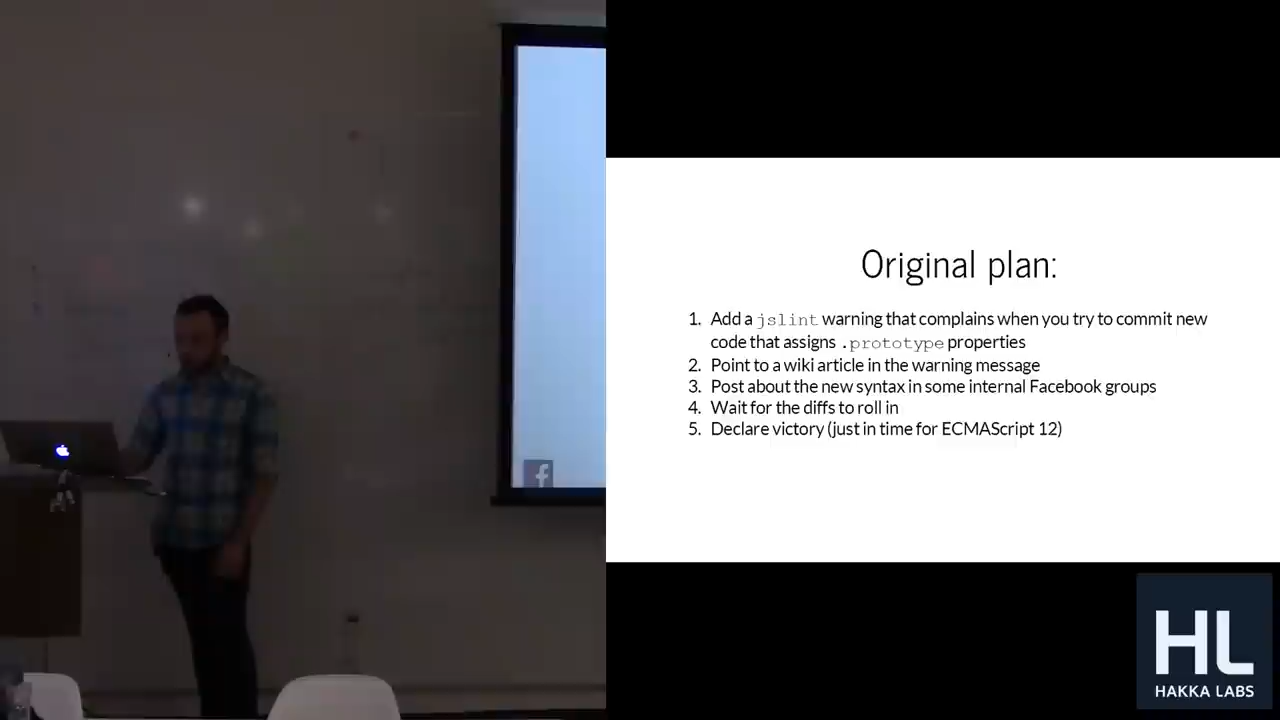 Original plan:
1. Add a jslint warning that complains when you try to commit new
code that assigns .prototype properties
2. Point to a wiki article in the warning message
3. Post about the new syntax in some internal Facebook groups
4. Wait for the diffs to roll in
5. Declare victory (just in time for ECMAScript 12)
f
HL
HAKKA LABS